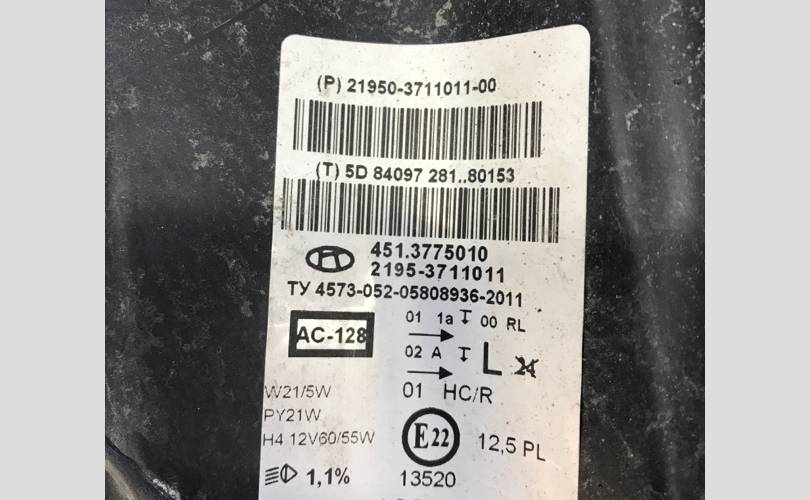 (P) 21950-3711011-00
(T) 5D 84097 281..80153
451.3775010
2195-3711011
ТУ 4573-052-05808936-2011
AC-128
01 1a 00 RL
02 A L
01 HC/R
W21/5W
PY21W
H4 12V60/55W
E22 12,5 PL
1,1% 13520